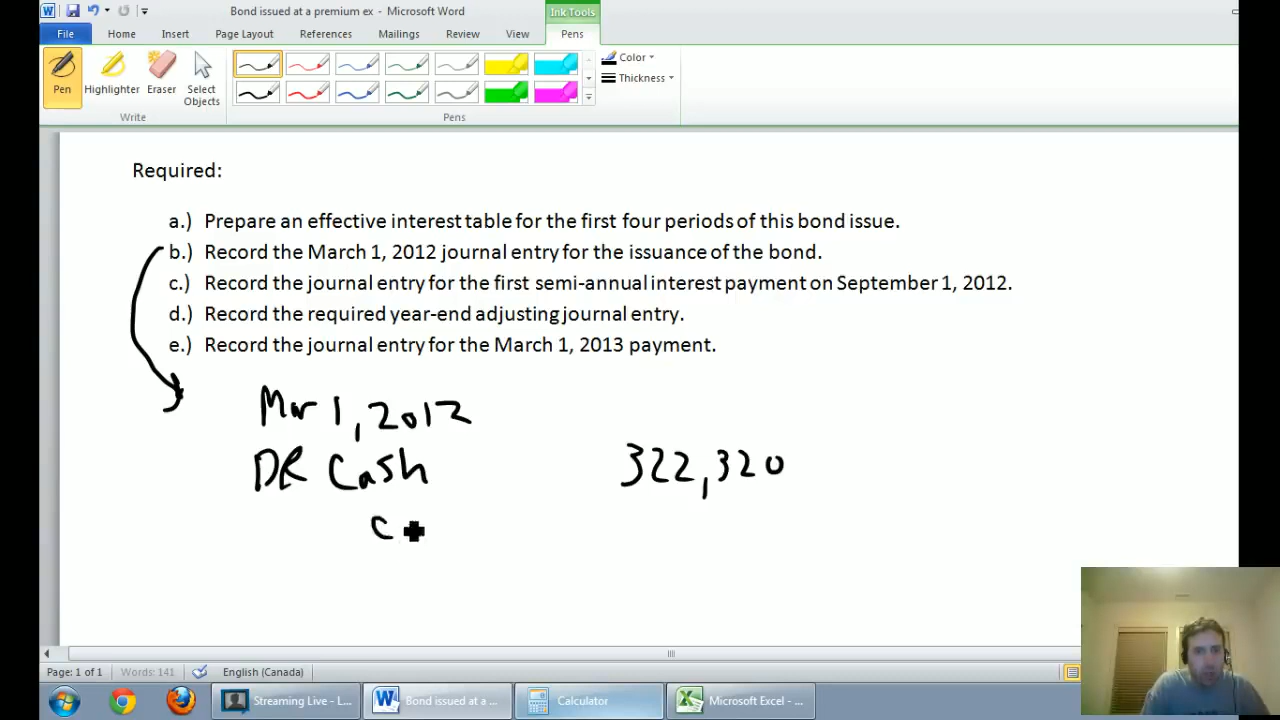 Bond issued at a premium ex - Microsoft Word
Ink Tools
File Home Insert Page Layout References Mailings Review View Pens
Pen Highlighter Eraser Select Objects
Color
Thickness
Write
Pens
Required:
a.) Prepare an effective interest table for the first four periods of this bond issue.
b.) Record the March 1, 2012 journal entry for the issuance of the bond.
c.) Record the journal entry for the first semi-annual interest payment on September 1, 2012.
d.) Record the required year-end adjusting journal entry.
e.) Record the journal entry for the March 1, 2013 payment.
Mar 1, 2012
DR Cash 322,320
C
Page: 1 of 1 Words: 141 English (Canada)
Streaming Live - L... Bond issued at a ... Calculator Microsoft Excel - ...